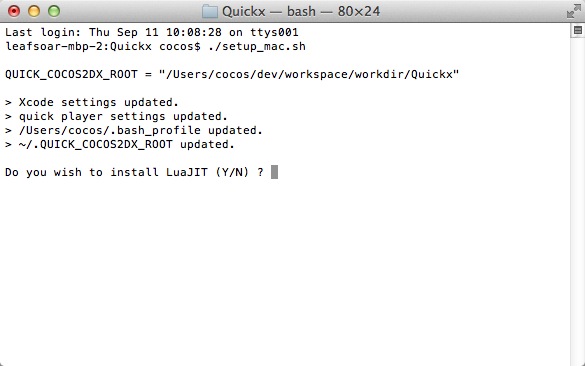 Quickx — bash — 80×24
Last login: Thu Sep 11 10:08:28 on ttys001
leafsoar-mbp-2:Quickx cocos$ ./setup_mac.sh
QUICK_COCOS2DX_ROOT = "/Users/cocos/dev/workspace/workdir/Quickx"
> Xcode settings updated.
> quick player settings updated.
> /Users/cocos/.bash_profile updated.
> ~/.QUICK_COCOS2DX_ROOT updated.
Do you wish to install LuaJIT (Y/N) ?